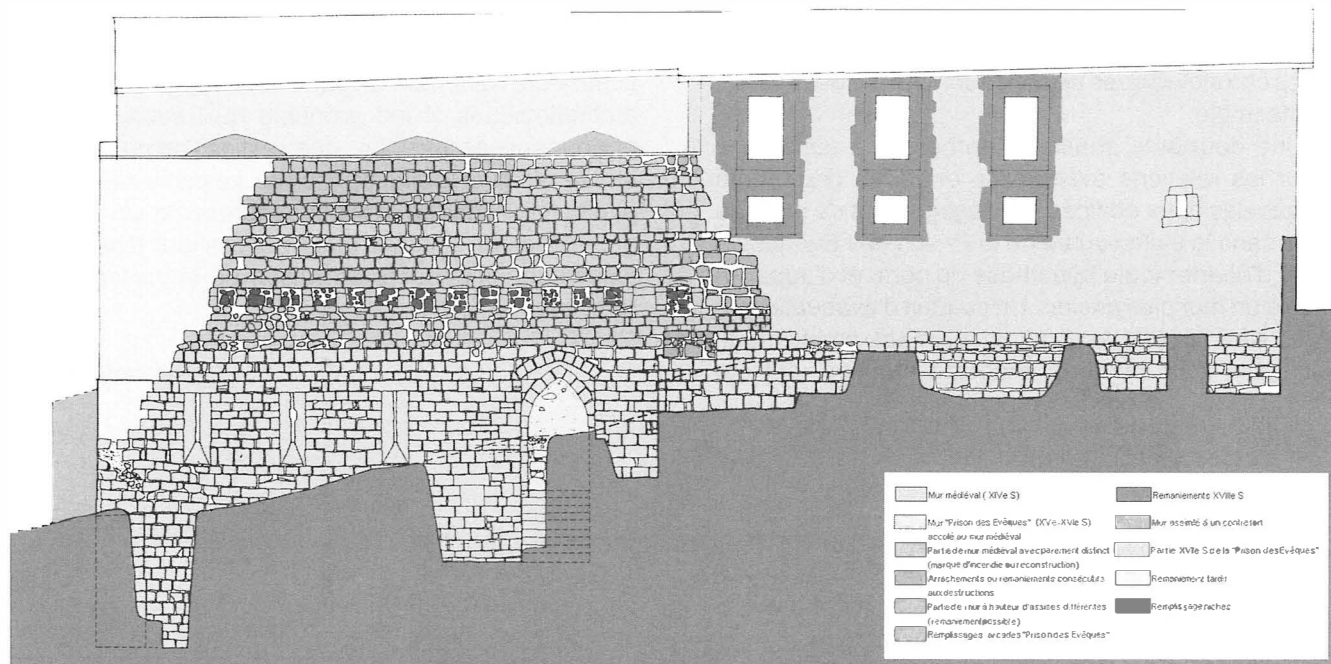 Mur médiéval (XIVe S)
Mur "Prison des Evêques" (XVe-XVIe S)
accolé au mur médiéval
Partie de mur médiéval avec parement distinct
(marque d'incendie ou reconstruction)
Arrachements ou remaniements consécutifs
aux destructions
Partie de mur à hauteur d'assises différentes
(remaniement possible)
Remplissages arcades "Prison des Evêques"
Remaniements XVIIIe S
Mur assimilé à un contrefort
Partie XVIIe S de la "Prison des Evêques"
Remaniement tardif
Remplissage niches